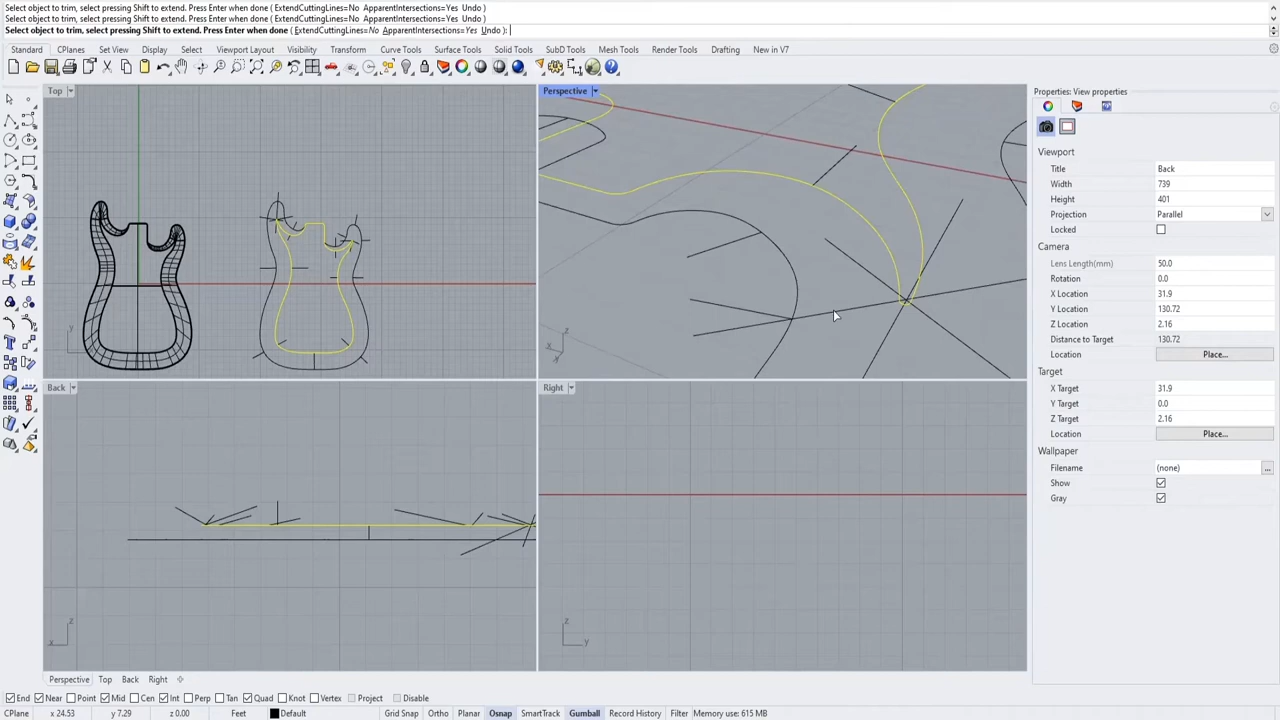 Select object to trim, select pressing Shift to extend. Press Enter when done ( ExtendCuttingLines=No ApparentIntersections=Yes Undo )
Select object to trim, select pressing Shift to extend. Press Enter when done ( ExtendCuttingLines=No ApparentIntersections=Yes Undo )
Select object to trim, select pressing Shift to extend. Press Enter when done ( ExtendCuttingLines=No ApparentIntersections=Yes Undo ):
Standard CPlanes Set View Display Select Viewport Layout Visibility Transform Curve Tools Surface Tools Solid Tools SubD Tools Mesh Tools Render Tools Drafting New in V7
Top
Perspective
Properties: View properties
Viewport
Title Back
Width 739
Height 401
Projection Parallel
Locked
Camera
Lens Length(mm) 50.0
Rotation 0.0
X Location 31.9
Y Location 130.72
Z Location 2.16
Distance to Target 130.72
Location Place...
Target
X Target 31.9
Y Target 0.0
Z Target 2.16
Location Place...
Wallpaper
Filename (none) ...
Show
Gray
y
x
z
x
y
Back
Right
z
x
z
y
Perspective Top Back Right
End Near Point Mid Cen Int Perp Tan Quad Knot Vertex Project Disable
CPlane x 24.53 y 7.29 z 0.00 Feet Default Grid Snap Ortho Planar Osnap SmartTrack Gumball Record History Filter Memory use: 615 MB